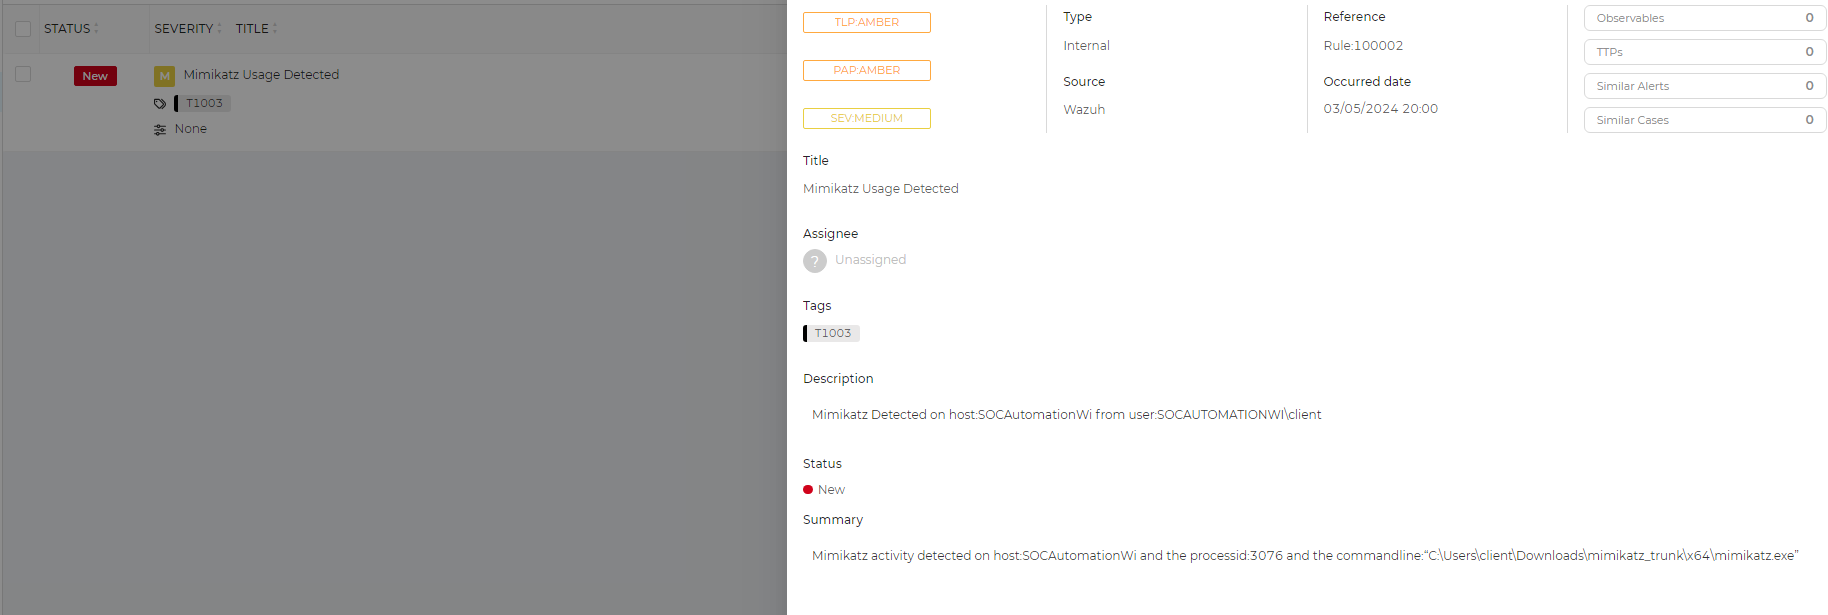 STATUS SEVERITY TITLE
New M Mimikatz Usage Detected
T1003
None
TLP:AMBER
PAP:AMBER
SEV:MEDIUM
Type
Internal
Source
Wazuh
Reference
Rule:100002
Occurred date
03/05/2024 20:00
Observables 0
TTPs 0
Similar Alerts 0
Similar Cases 0
Title
Mimikatz Usage Detected
Assignee
? Unassigned
Tags
T1003
Description
Mimikatz Detected on host:SOCAutomationWi from user:SOCAUTOMATIONWI\client
Status
New
Summary
Mimikatz activity detected on host:SOCAutomationWi and the processid:3076 and the commandline:“C:\Users\client\Downloads\mimikatz_trunk\x64\mimikatz.exe”